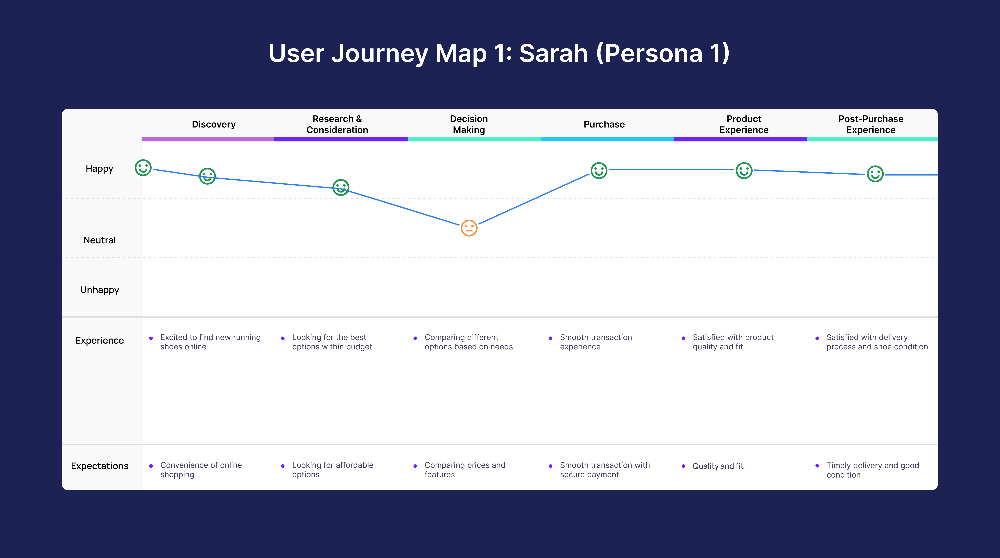 User Journey Map 1: Sarah (Persona 1)
Discovery
Research &
Consideration
Decision
Making
Purchase
Product
Experience
Post-Purchase
Experience
Happy
Neutral
Unhappy
Experience
Excited to find new running
shoes online
Looking for the best
options within budget
Comparing different
options based on needs
Smooth transaction
experience
Satisfied with product
quality and fit
Satisfied with delivery
process and shoe condition
Expectations
Convenience of online
shopping
Looking for affordable
options
Comparing prices and
features
Smooth transaction with
secure payment
Quality and fit
Timely delivery and good
condition